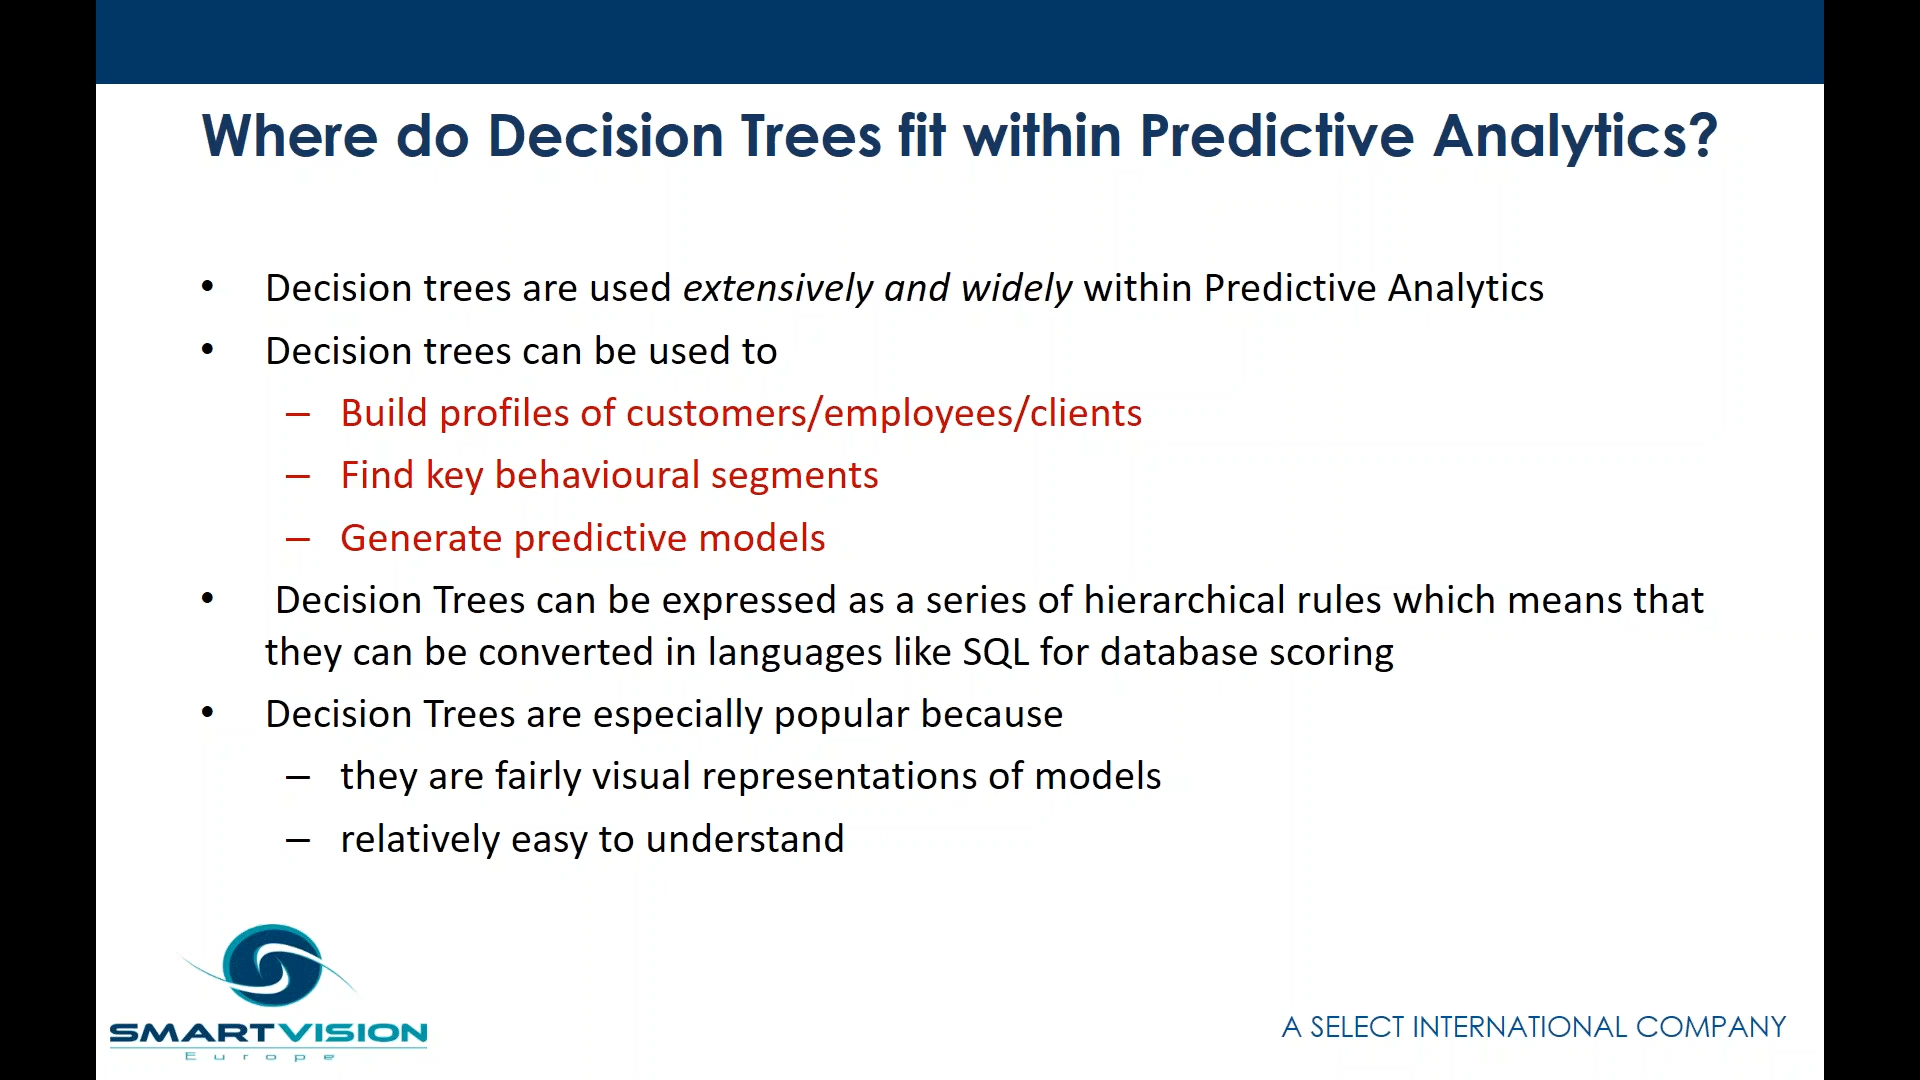 Where do Decision Trees fit within Predictive Analytics?
• Decision trees are used extensively and widely within Predictive Analytics
• Decision trees can be used to
– Build profiles of customers/employees/clients
– Find key behavioural segments
– Generate predictive models
• Decision Trees can be expressed as a series of hierarchical rules which means that
they can be converted in languages like SQL for database scoring
• Decision Trees are especially popular because
– they are fairly visual representations of models
– relatively easy to understand
SMARTVISION
Europe
A SELECT INTERNATIONAL COMPANY